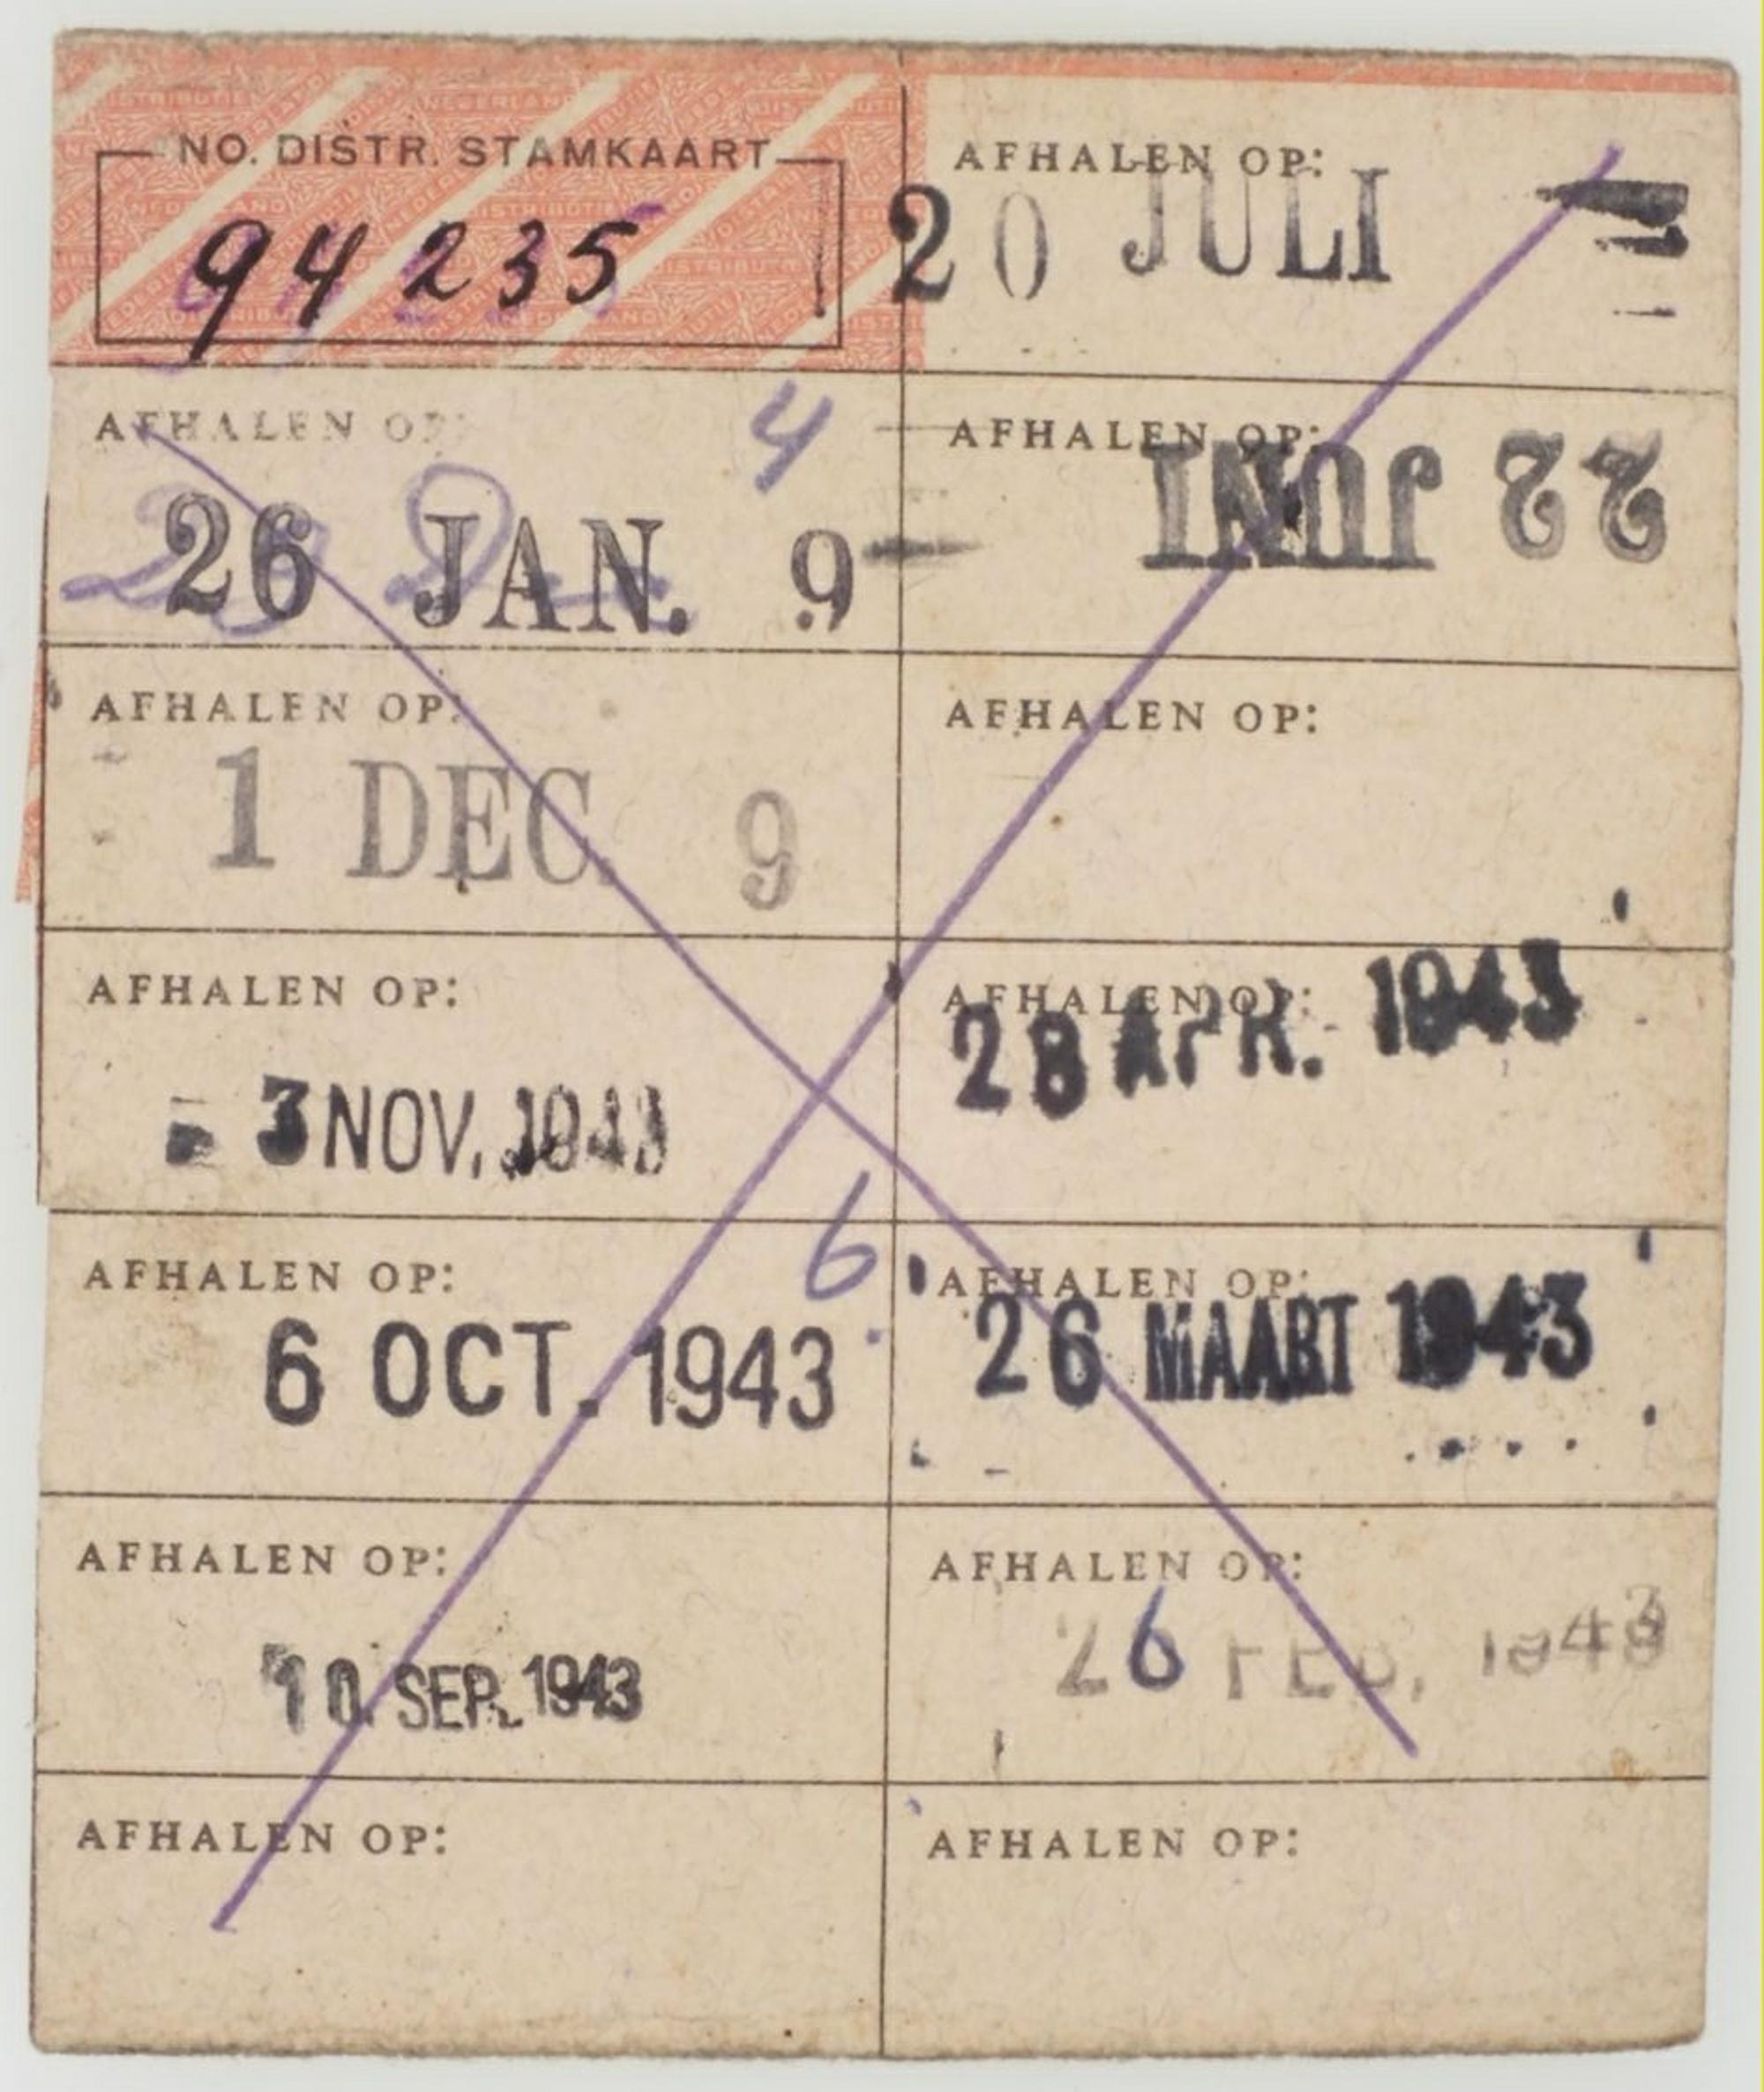 NO. DISTR. STAMKAART
94235
AFHALEN OP:
20 JULI
AFHALEN OP:
4
26 JAN. 9
AFHALEN OP:
22 JUNI
AFHALEN OP:
1 DEC. 9
AFHALEN OP:
AFHALEN OP:
3 NOV. 1943
AFHALEN OP:
28 APR. 1943
AFHALEN OP:
6
6 OCT. 1943
AFHALEN OP:
26 MAART 1943
AFHALEN OP:
10 SEP. 1943
AFHALEN OP:
26 FEB. 1943
AFHALEN OP:
AFHALEN OP: